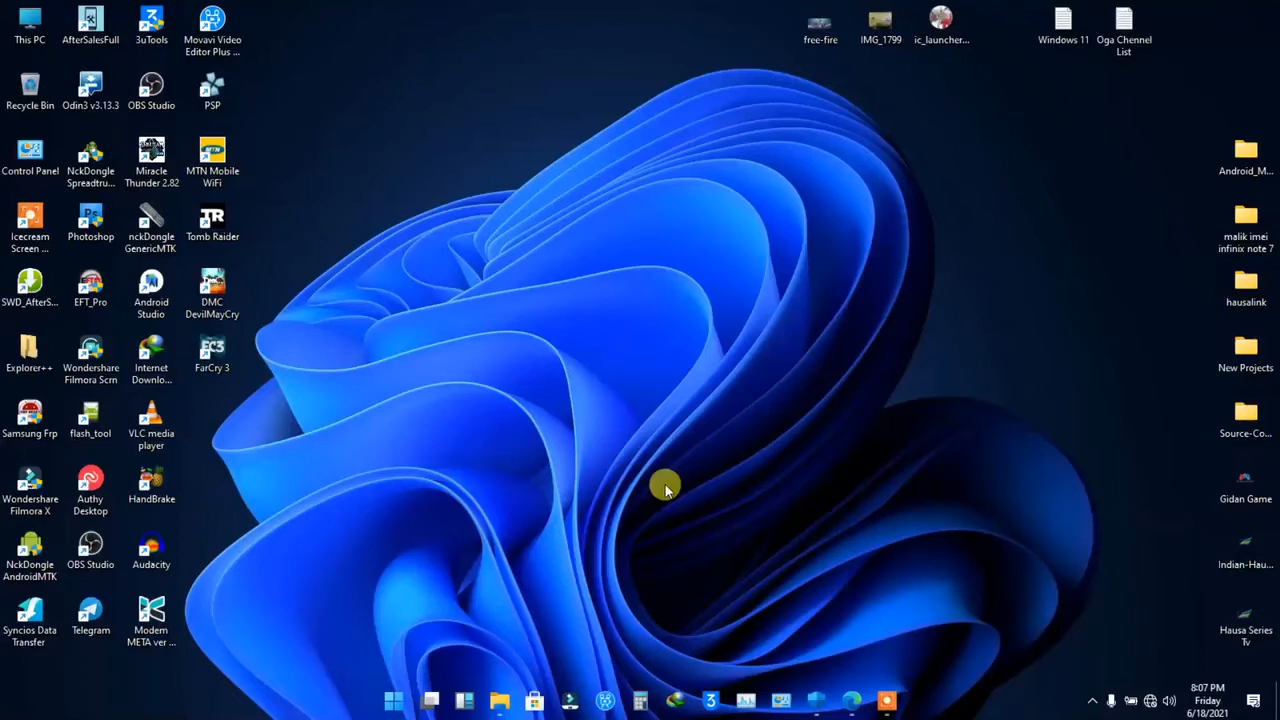 This PC
AfterSalesFull
3uTools
Movavi Video
Editor Plus ...
free-fire
IMG_1799
ic_launcher...
Windows 11
Oga Channel
List
Recycle Bin
Odin3 v3.13.3
OBS Studio
PSP
Control Panel
NckDongle
Spreadtru...
Miracle
Thunder 2.82
MTN Mobile
WiFi
Android_M...
Icecream
Screen ...
Photoshop
nckDongle
GenericMTK
Tomb Raider
malik imei
infinix note 7
SWD_AfterS...
EFT_Pro
Android
Studio
DMC
DevilMayCry
hausalink
Explorer++
Wondershare
Filmora Scrn
Internet
Downlo...
FarCry 3
New Projects
Samsung Frp
flash_tool
VLC media
player
Source-Co...
Wondershare
Filmora X
Authy
Desktop
HandBrake
Gidan Game
NckDongle
AndroidMTK
OBS Studio
Audacity
Indian-Hau...
Syncios Data
Transfer
Telegram
Modem
META ver ...
Hausa Series
Tv
8:07 PM
Friday
6/18/2021